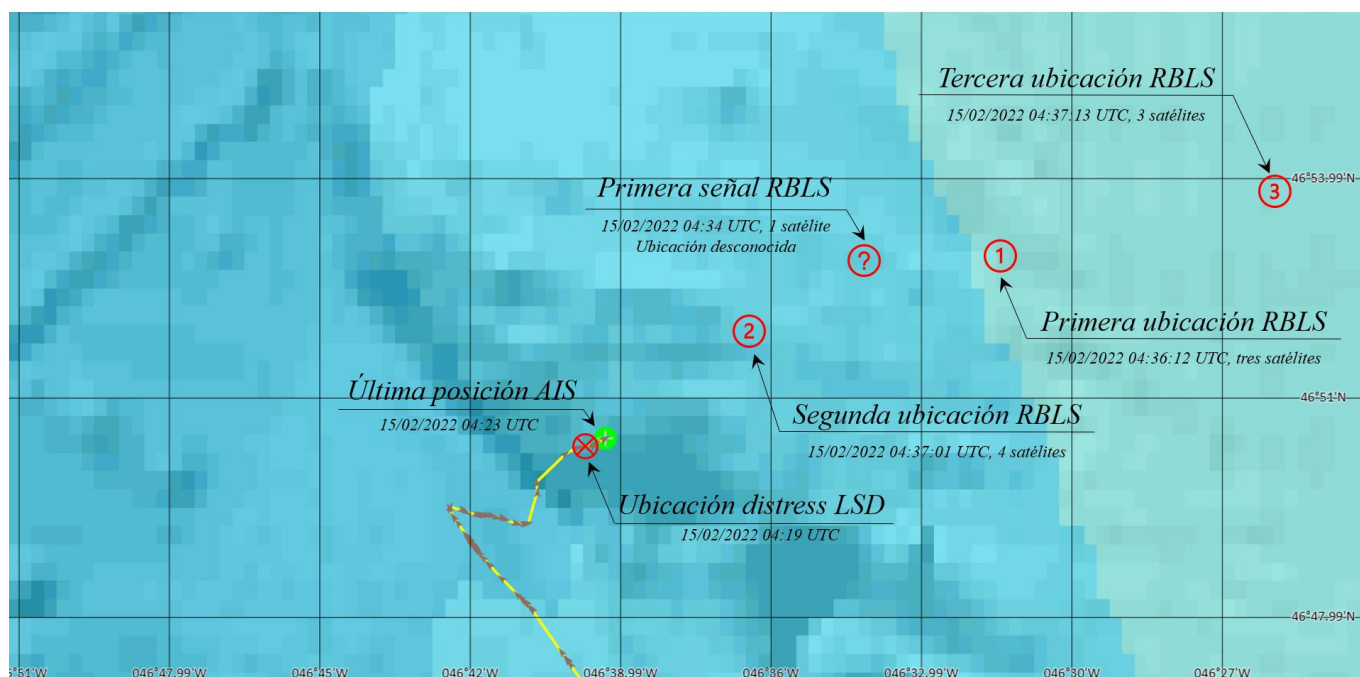 Tercera ubicación RBLS
15/02/2022 04:37:13 UTC, 3 satélites
46°53.99'N
3
Primera señal RBLS
15/02/2022 04:34 UTC, 1 satélite
Ubicación desconocida
?
1
Primera ubicación RBLS
15/02/2022 04:36:12 UTC, tres satélites
2
Última posición AIS
15/02/2022 04:23 UTC
46°51'N
Segunda ubicación RBLS
15/02/2022 04:37:01 UTC, 4 satélites
Ubicación distress LSD
15/02/2022 04:19 UTC
46°47.99'N
6°51'W
046°47.99'W
046°45'W
046°42'W
046°38.99'W
046°36'W
046°32.99'W
046°30'W
046°27'W